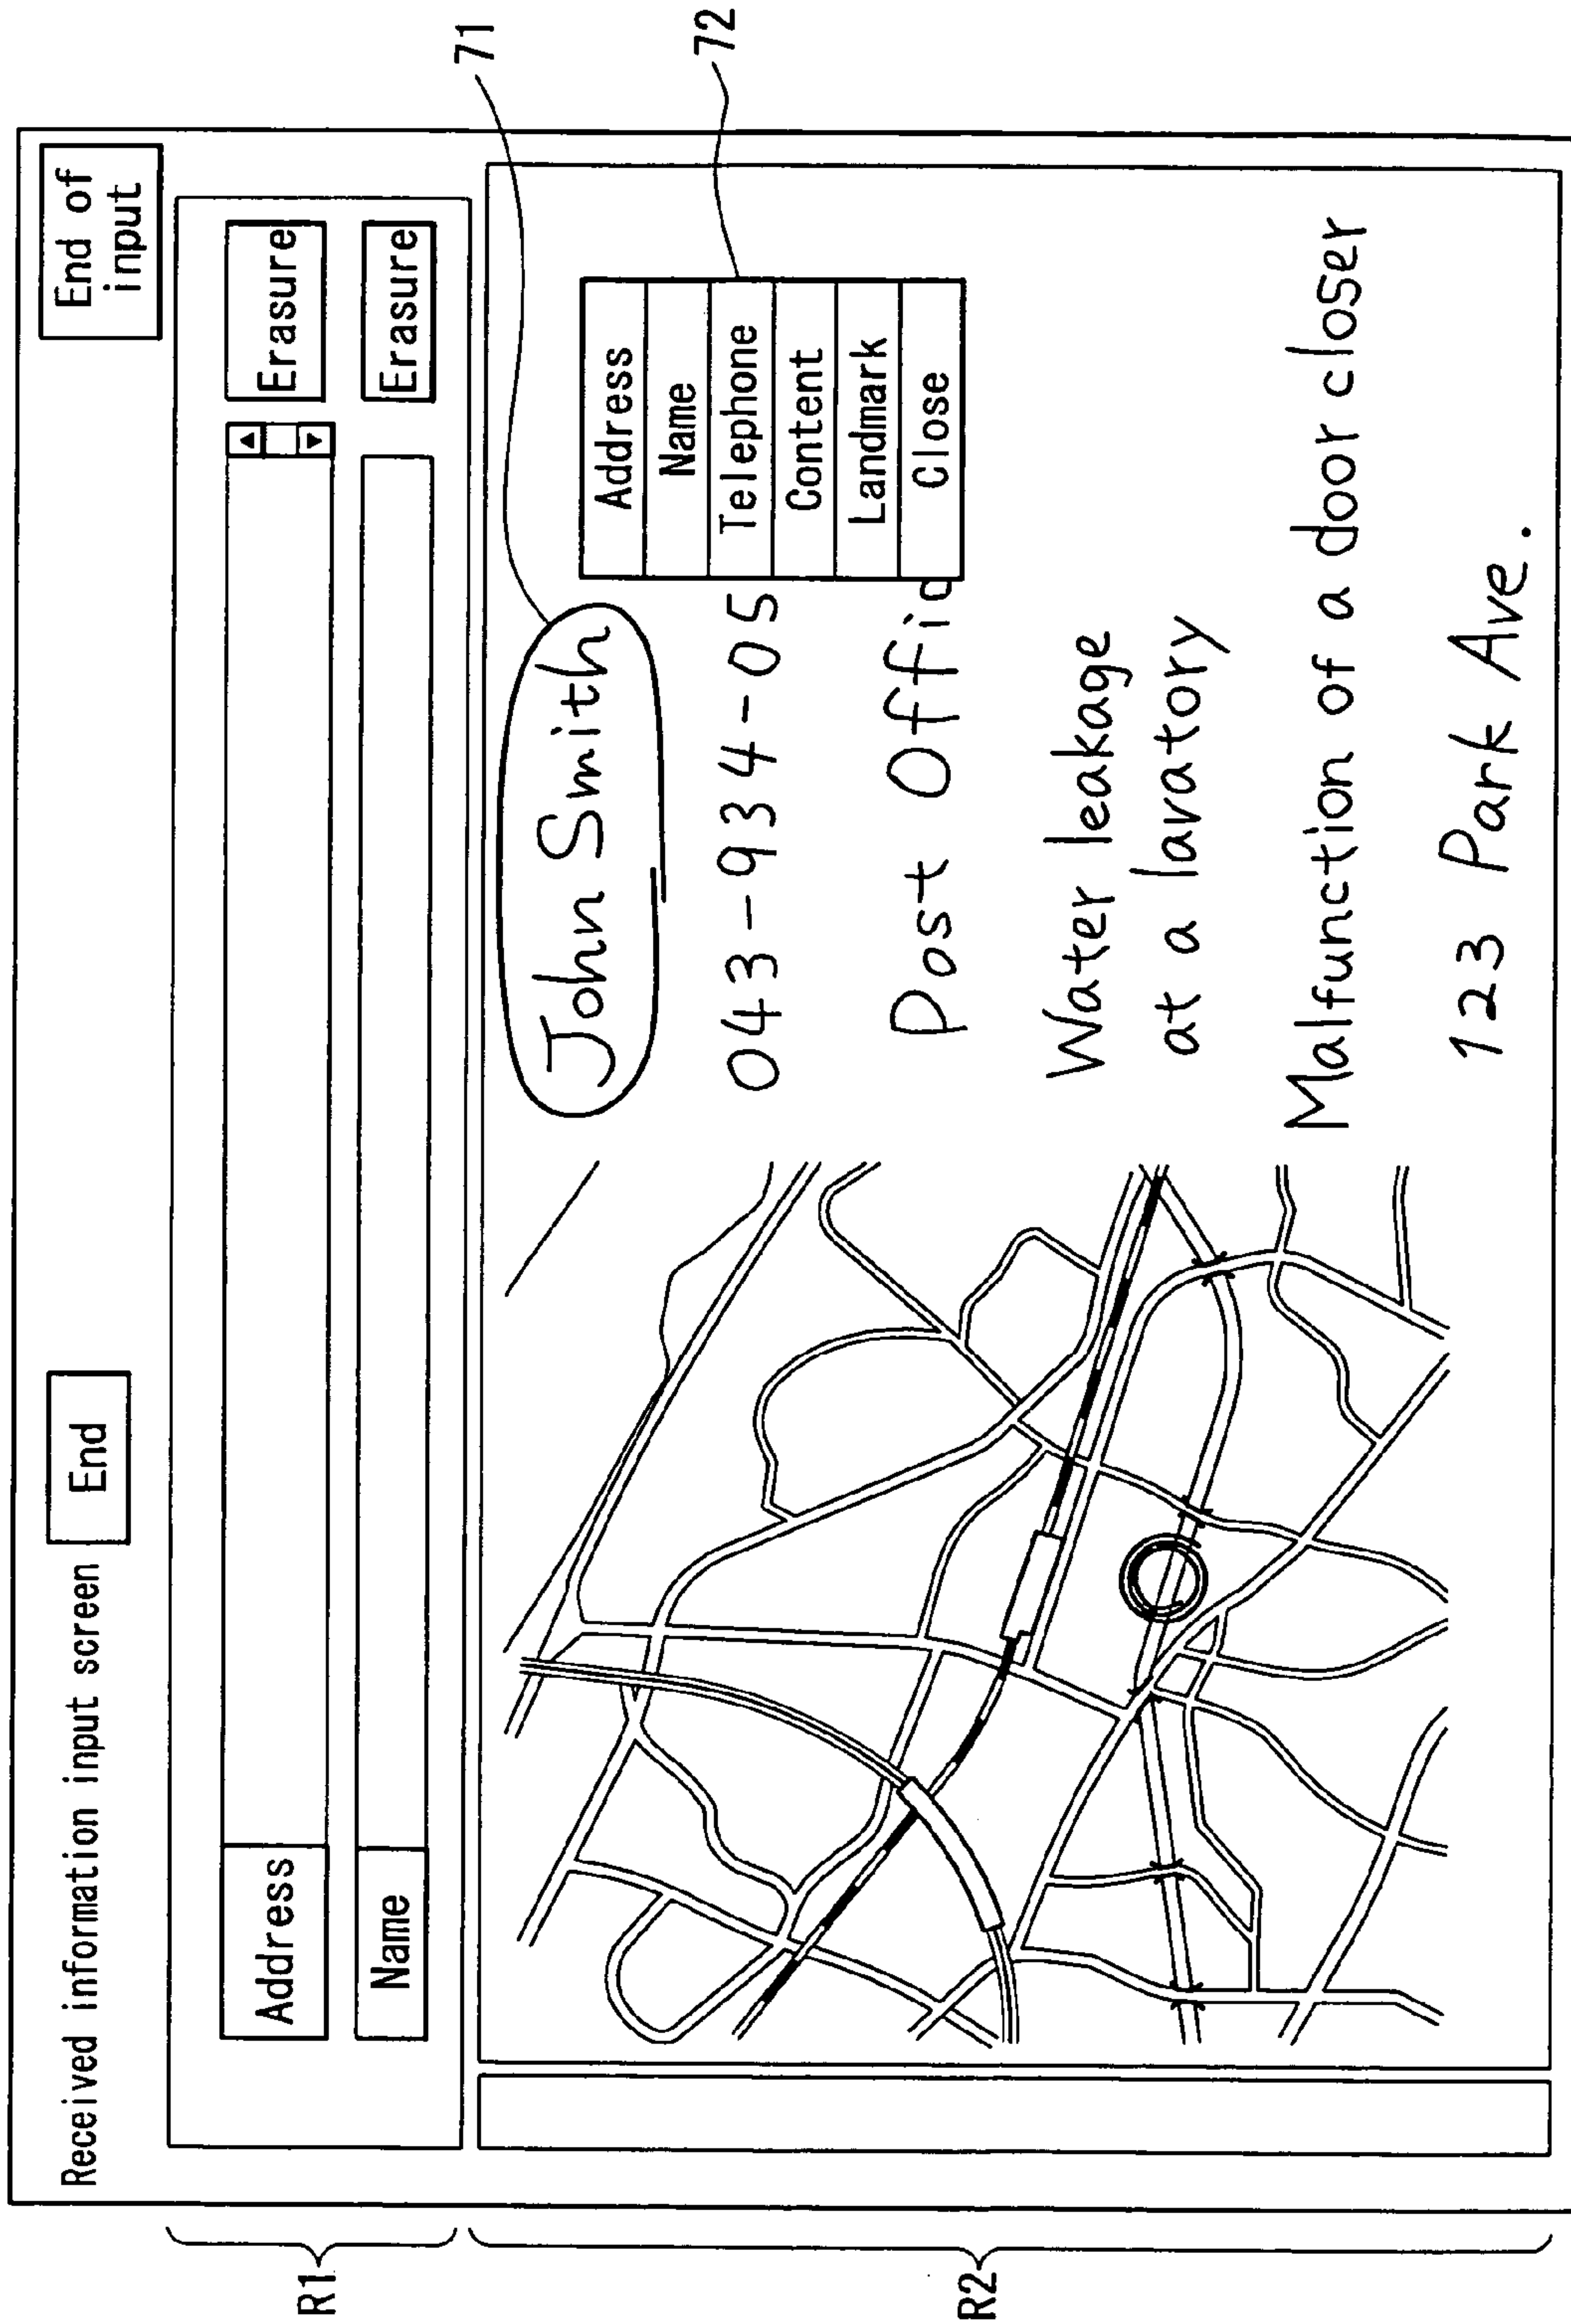 Received information input screen
End
End of
input
Address
Erasure
Name
Erasure
R1
R2
71
72
John Smith
043-934-05
Post Offic
Water leakage
at a lavatory
Malfunction of a door closer
123 Park Ave.
Address
Name
Telephone
Content
Landmark
Close